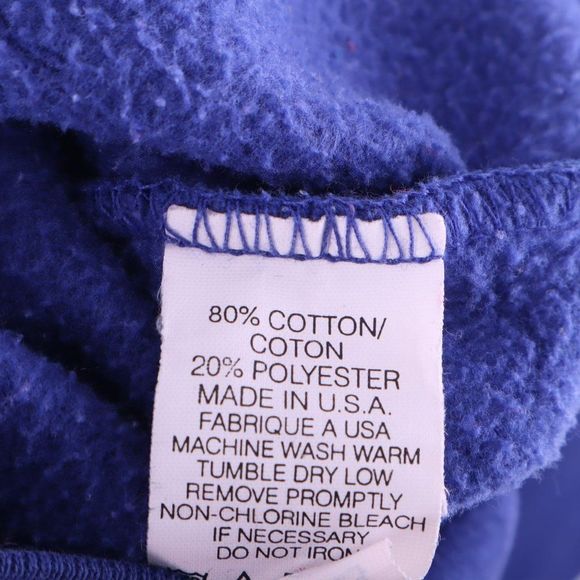 80% COTTON/
COTON
20% POLYESTER
MADE IN U.S.A.
FABRIQUE A USA
MACHINE WASH WARM
TUMBLE DRY LOW
REMOVE PROMPTLY
NON-CHLORINE BLEACH
IF NECESSARY
DO NOT IRON